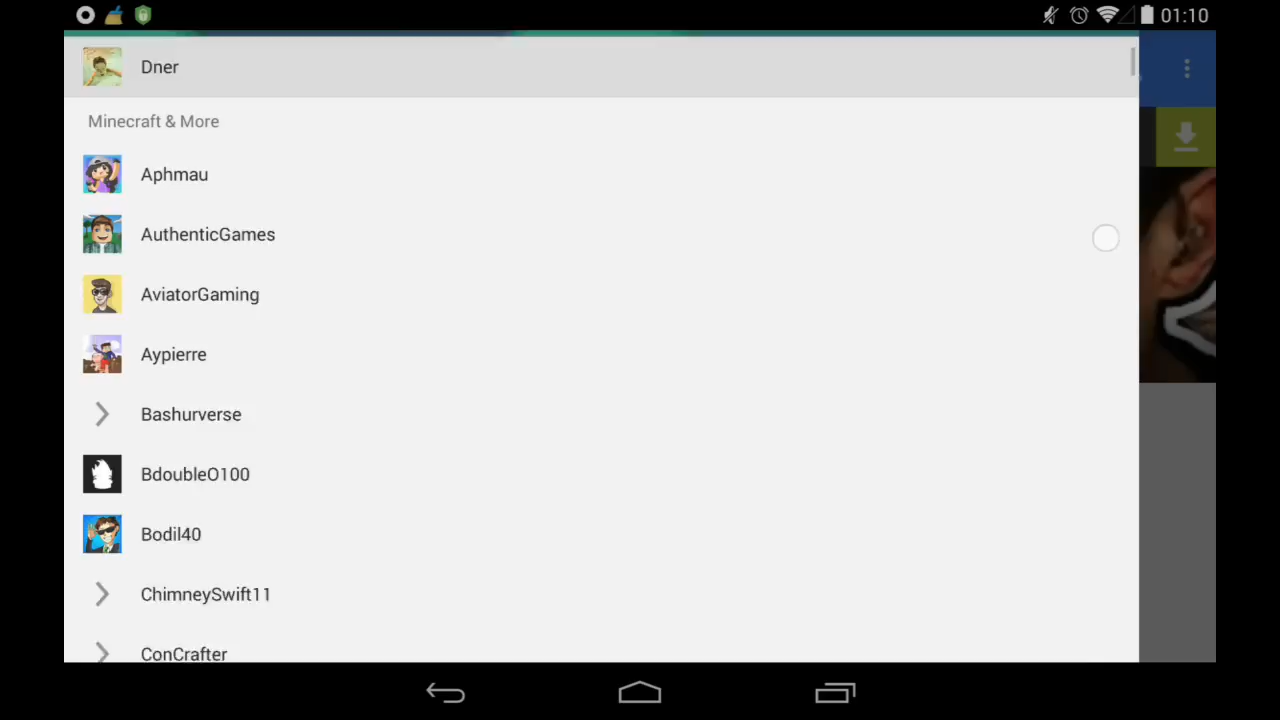 01:10
Dner
Minecraft & More
Aphmau
AuthenticGames
AviatorGaming
Aypierre
Bashurverse
BdoubleO100
Bodil40
ChimneySwift11
ConCrafter